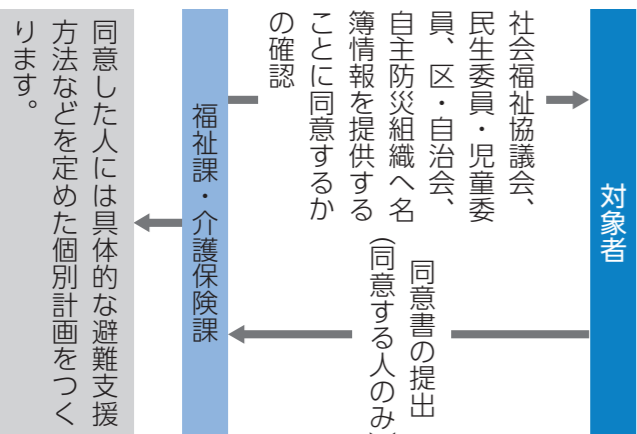 対象者
社会福祉協議会、
民生委員・児童委
員、区・自治会、
自主防災組織へ名
簿情報を提供する
ことに同意するか
の確認
同意書の提出
(同意する人のみ)
福祉課・介護保険課
同意した人には具体的な避難支援
方法などを定めた個別計画をつく
ります。